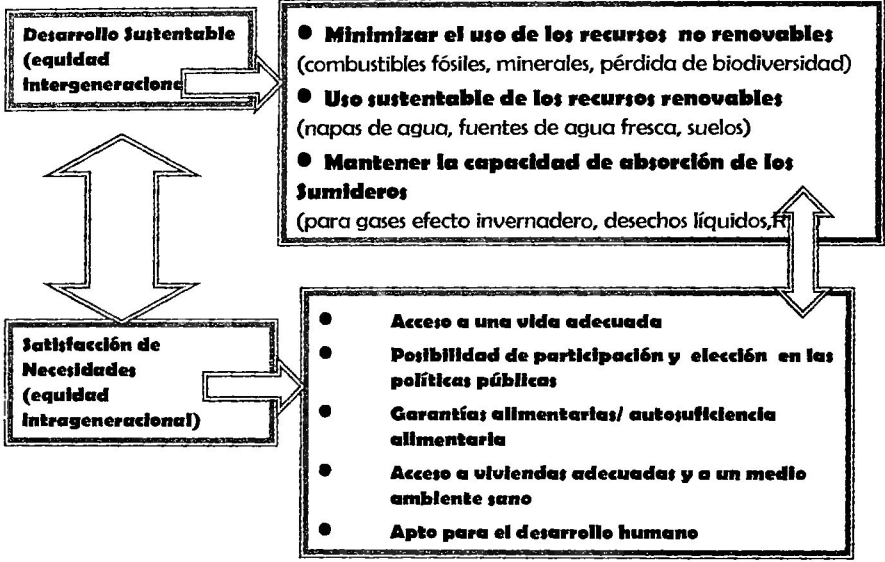 Desarrollo Sustentable
(equidad
intergeneracional
● Minimizar el uso de los recursos no renovables
(combustibles fósiles, minerales, pérdida de biodiversidad)
● Uso sustentable de los recursos renovables
(napas de agua, fuentes de agua fresca, suelos)
● Mantener la capacidad de absorción de los
Sumideros
(para gases efecto invernadero, desechos líquidos,
Satisfacción de
Necesidades
(equidad
intrageneracional)
● Acceso a una vida adecuada
● Posibilidad de participación y elección en las
políticas públicas
● Garantías alimentarias/ autosuficiencia
alimentaria
● Acceso a viviendas adecuadas y a un medio
ambiente sano
● Apto para el desarrollo humano